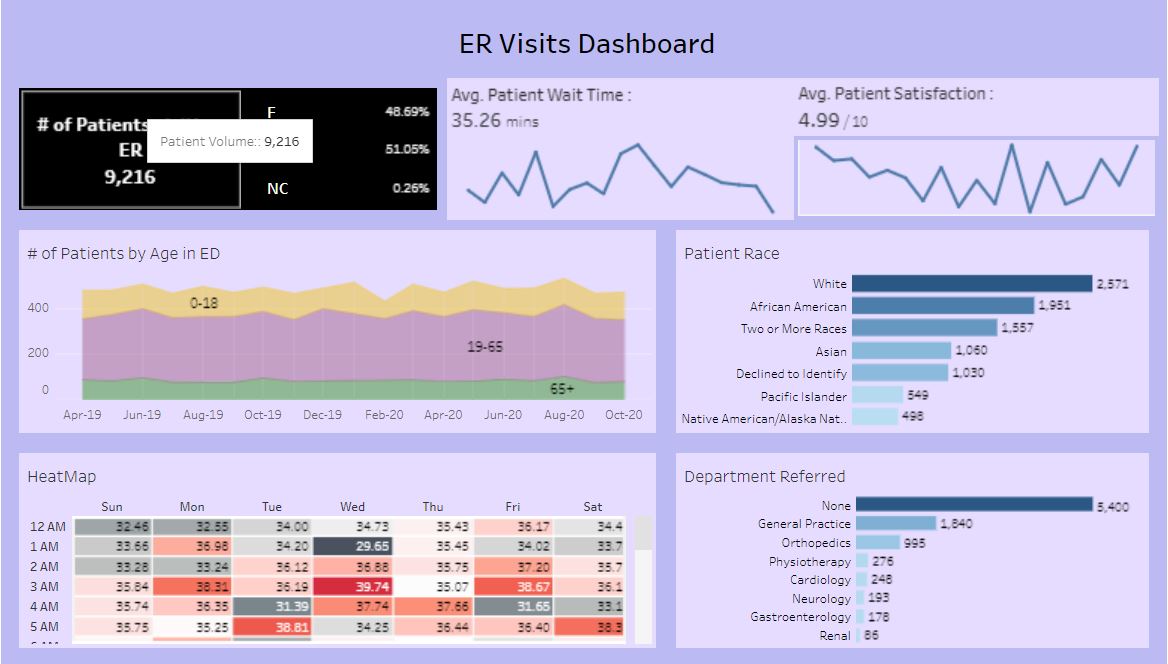 ER Visits Dashboard
# of Patients
ER
9,216
Patient Volume:: 9,216
F 48.69%
51.05%
NC 0.26%
Avg. Patient Wait Time :
35.26 mins
Avg. Patient Satisfaction :
4.99 / 10
# of Patients by Age in ED
400
200
0
0-18
19-65
65+
Apr-19 Jun-19 Aug-19 Oct-19 Dec-19 Feb-20 Apr-20 Jun-20 Aug-20 Oct-20
Patient Race
White 2,571
African American 1,951
Two or More Races 1,557
Asian 1,060
Declined to Identify 1,030
Pacific Islander 549
Native American/Alaska Nat.. 498
HeatMap
Sun Mon Tue Wed Thu Fri Sat
12 AM 32.46 32.55 34.00 34.73 35.43 36.17 34.4
1 AM 33.66 36.98 34.20 29.65 35.45 34.02 33.7
2 AM 33.28 33.24 36.12 36.88 35.75 37.20 35.7
3 AM 35.84 38.31 36.19 39.74 35.07 38.67 36.1
4 AM 35.74 36.35 31.39 37.74 37.66 31.65 33.1
5 AM 35.75 35.25 38.81 34.25 36.44 36.40 38.3
Department Referred
None 5,400
General Practice 1,840
Orthopedics 995
Physiotherapy 276
Cardiology 248
Neurology 193
Gastroenterology 178
Renal 86